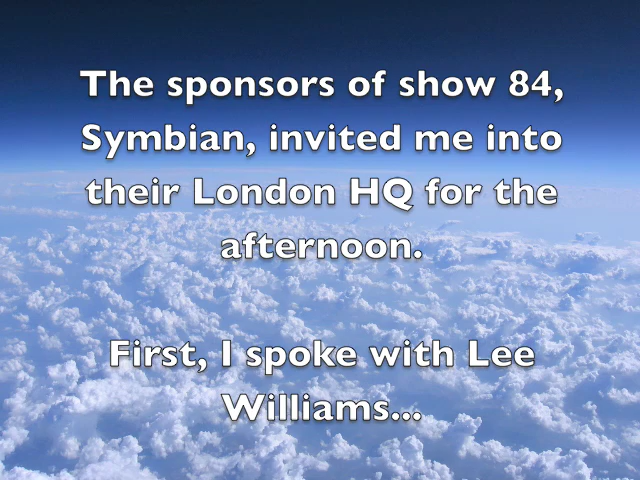 The sponsors of show 84,
Symbian, invited me into
their London HQ for the
afternoon.
First, I spoke with Lee
Williams...